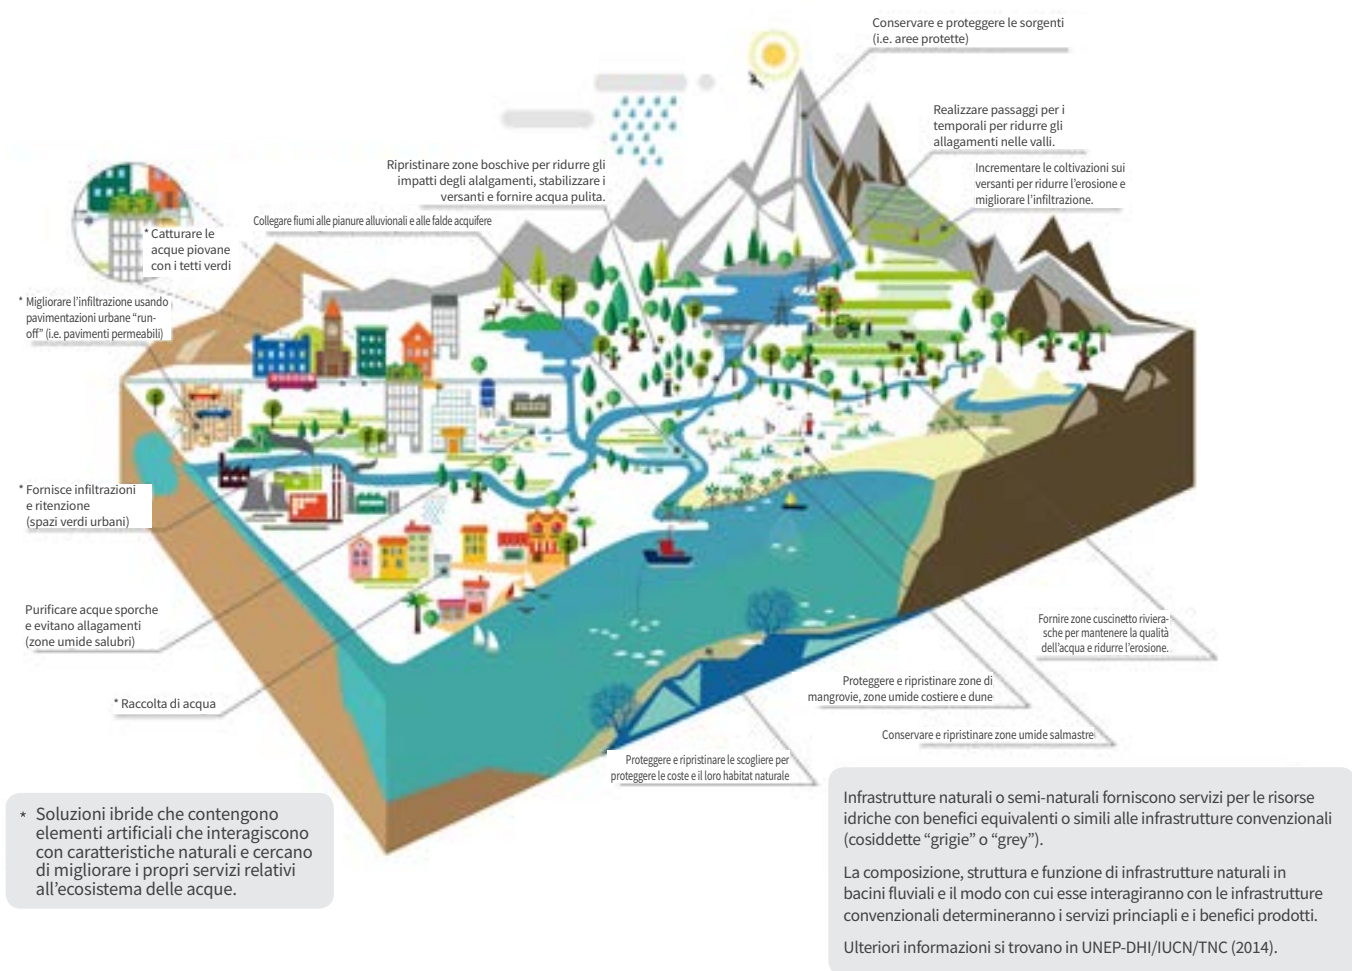 Conservare e proteggere le sorgenti
(i.e. aree protette)
Realizzare passaggi per i
temporali per ridurre gli
allagamenti nelle valli.
Incrementare le coltivazioni sui
versanti per ridurre l'erosione e
migliorare l'infiltrazione.
Ripristinare zone boschive per ridurre gli
impatti degli alalgamenti, stabilizzare i
versanti e fornire acqua pulita.
Collegare fiumi alle pianure alluvionali e alle falde acquifere
* Catturare le
acque piovane
con i tetti verdi
* Migliorare l'infiltrazione usando
pavimentazioni urbane “run-
off” (i.e. pavimenti permeabili)
* Fornisce infiltrazioni
e ritenzione
(spazi verdi urbani)
Purificare acque sporche
e evitano allagamenti
(zone umide salubri)
* Raccolta di acqua
Fornire zone cuscinetto riviera-
sche per mantenere la qualità
dell'acqua e ridurre l'erosione.
Proteggere e ripristinare zone di
mangrovie, zone umide costiere e dune
Conservare e ripristinare zone umide salmastre
Proteggere e ripristinare le scogliere per
proteggere le coste e il loro habitat naturale
* Soluzioni ibride che contengono
elementi artificiali che interagiscono
con caratteristiche naturali e cercano
di migliorare i propri servizi relativi
all'ecosistema delle acque.
Infrastrutture naturali o semi-naturali forniscono servizi per le risorse
idriche con benefici equivalenti o simili alle infrastrutture convenzionali
(cosiddette “grigie” o “grey”).
La composizione, struttura e funzione di infrastrutture naturali in
bacini fluviali e il modo con cui esse interagiranno con le infrastrutture
convenzionali determineranno i servizi princiapli e i benefici prodotti.
Ulteriori informazioni si trovano in UNEP-DHI/IUCN/TNC (2014).